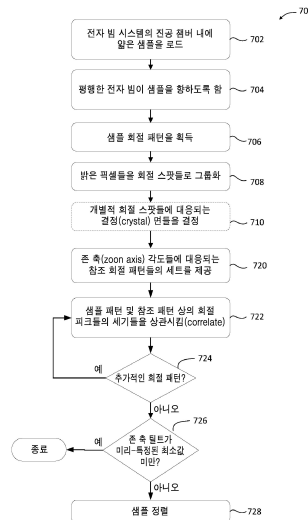 70
전자 빔 시스템의 진공 챔버 내에
얇은 샘플을 로드
702
평행한 전자 빔이 샘플을 향하도록 함
704
샘플 회절 패턴을 획득
706
밝은 픽셀들을 회절 스팟들로 그룹화
708
개별적 회절 스팟들에 대응되는
결정(crystal) 면들을 결정
710
존 축(zoon axis) 각도들에 대응되는
참조 회절 패턴들의 세트를 제공
720
샘플 패턴 및 참조 패턴 상의 회절
피크들의 세기들을 상관시킴(correlate)
722
724
예
추가적인 회절 패턴?
아니오
726
종료
예
존 축 틸트가
미리-특정된 최소값
미만?
아니오
샘플 정렬
728